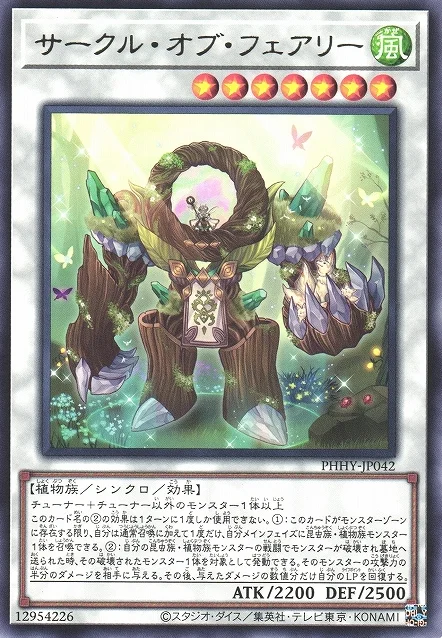 サークル・オブ・フェアリー
風
PHHY-JP042
【植物族/シンクロ/効果】
チューナー+チューナー以外のモンスター1体以上
このカード名の②の効果は1ターンに1度しか使用できない。①:このカードがモンスターゾーン
に存在する限り、自分は通常召喚に加えて1度だけ、自分メインフェイズに昆虫族・植物族モンスター
1体を召喚できる。②:自分の昆虫族・植物族モンスターの戦闘でモンスターが破壊され墓地へ
送られた時、その破壊されたモンスター1体を対象として発動できる。そのモンスターの攻撃力の
半分のダメージを相手に与える。その後、与えたダメージの数値分だけ自分のLPを回復する。
ATK/2200 DEF/2500
12954226
©スタジオ・ダイス/集英社・テレビ東京・KONAMI